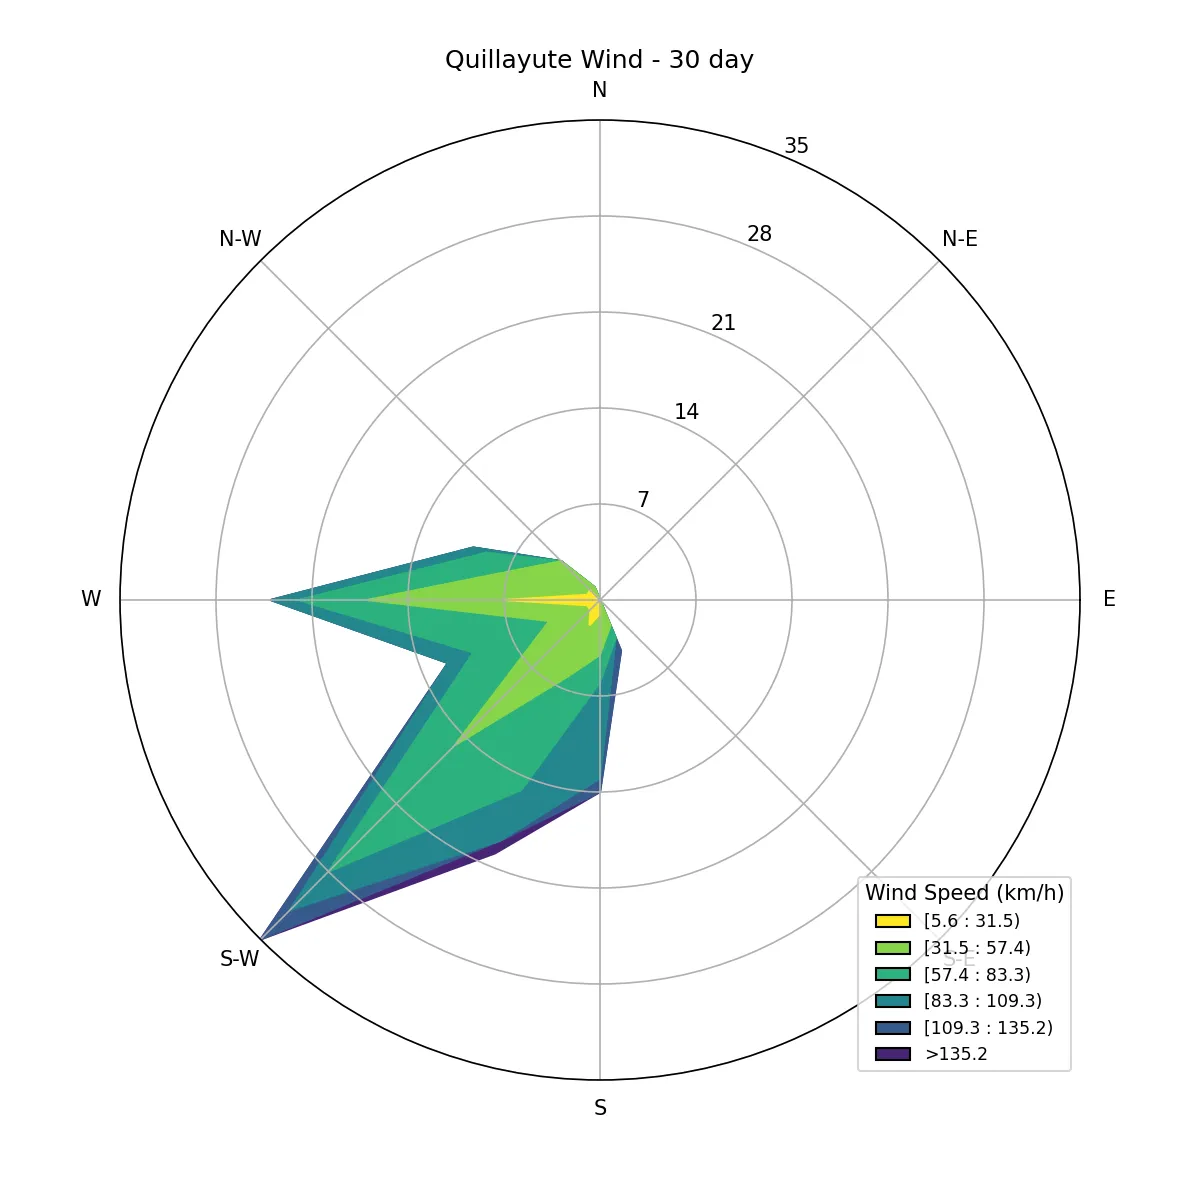 Quillayute Wind - 30 day
N
35
N-W
28
N-E
21
14
7
W
E
Wind Speed (km/h)
[5.6 : 31.5)
[31.5 : 57.4)
S-W
S-E
[57.4 : 83.3)
[83.3 : 109.3)
[109.3 : 135.2)
>135.2
S